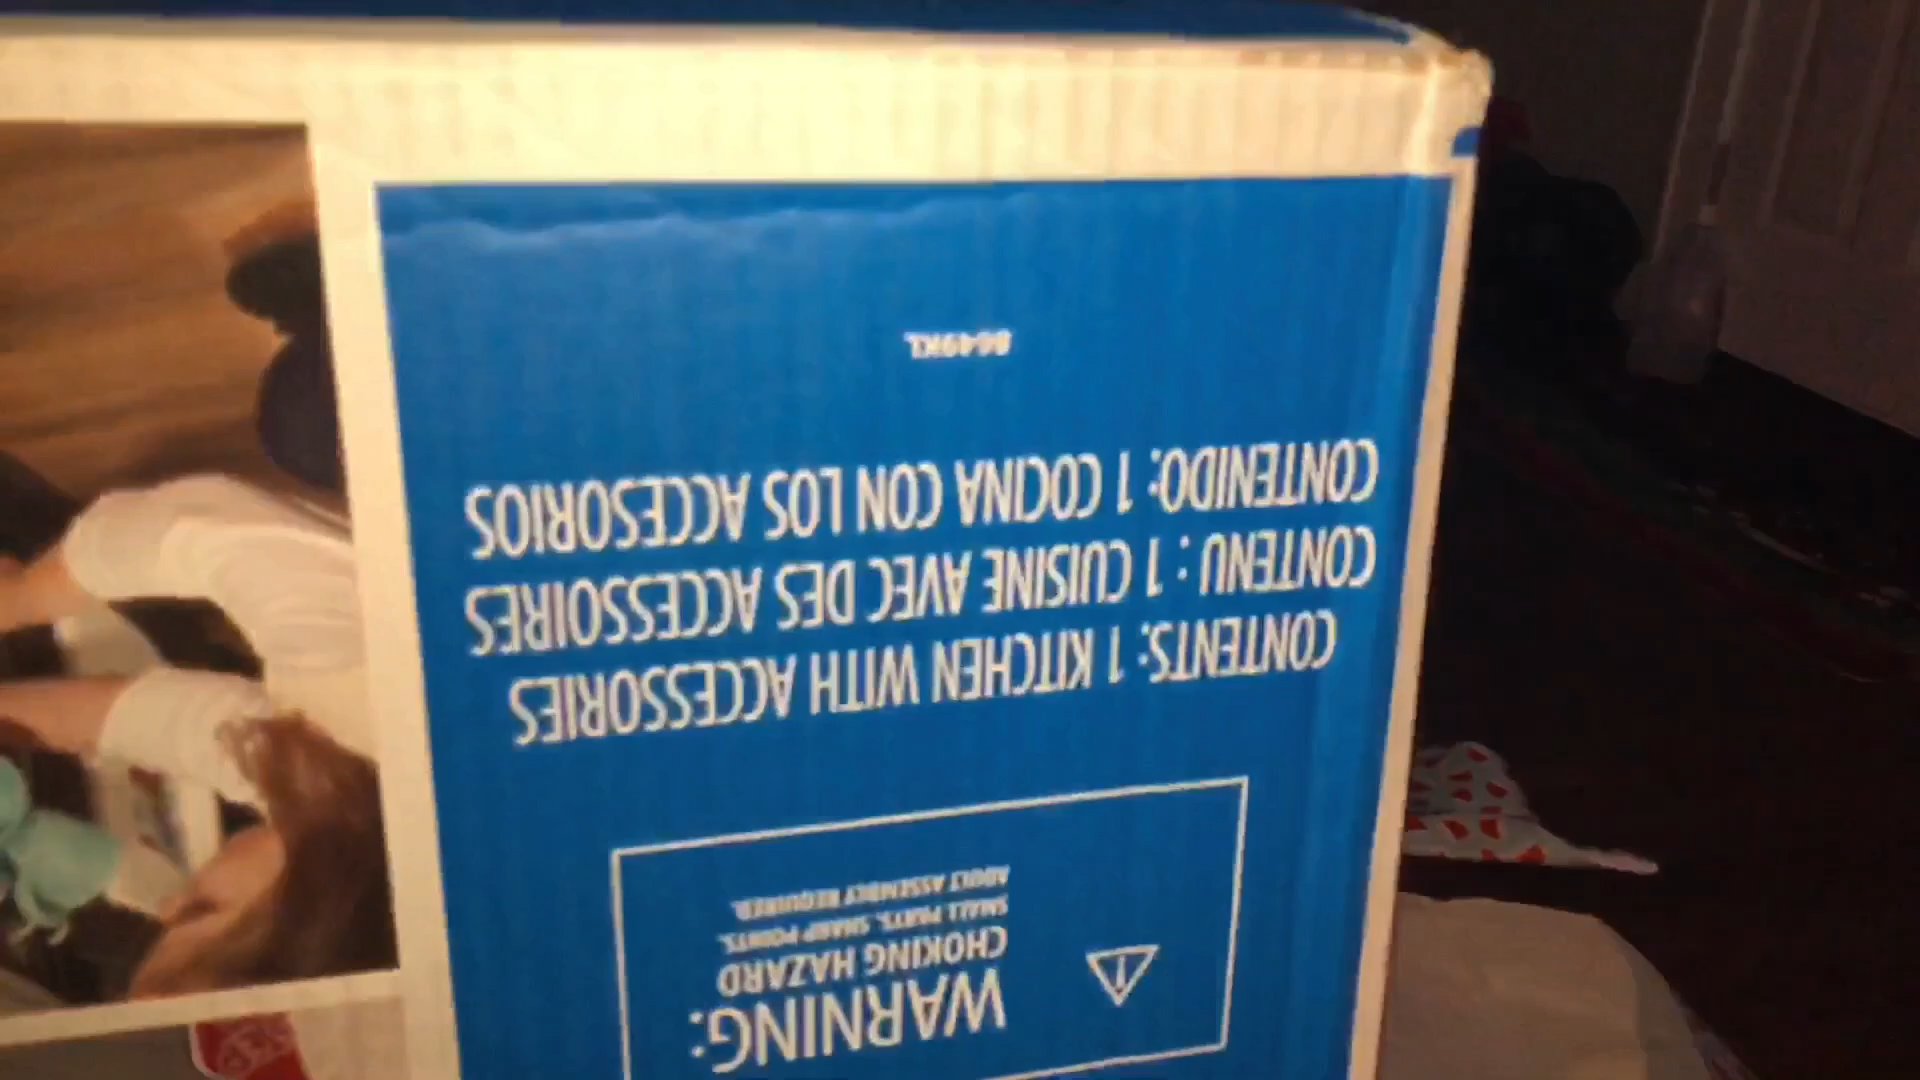 WARNING:
CHOKING HAZARD
SMALL PARTS. SHARP POINTS.
ADULT ASSEMBLY REQUIRED.
CONTENTS: 1 KITCHEN WITH ACCESSORIES
CONTENU : 1 CUISINE AVEC DES ACCESSOIRES
CONTENIDO: 1 COCINA CON LOS ACCESORIOS
8649KL